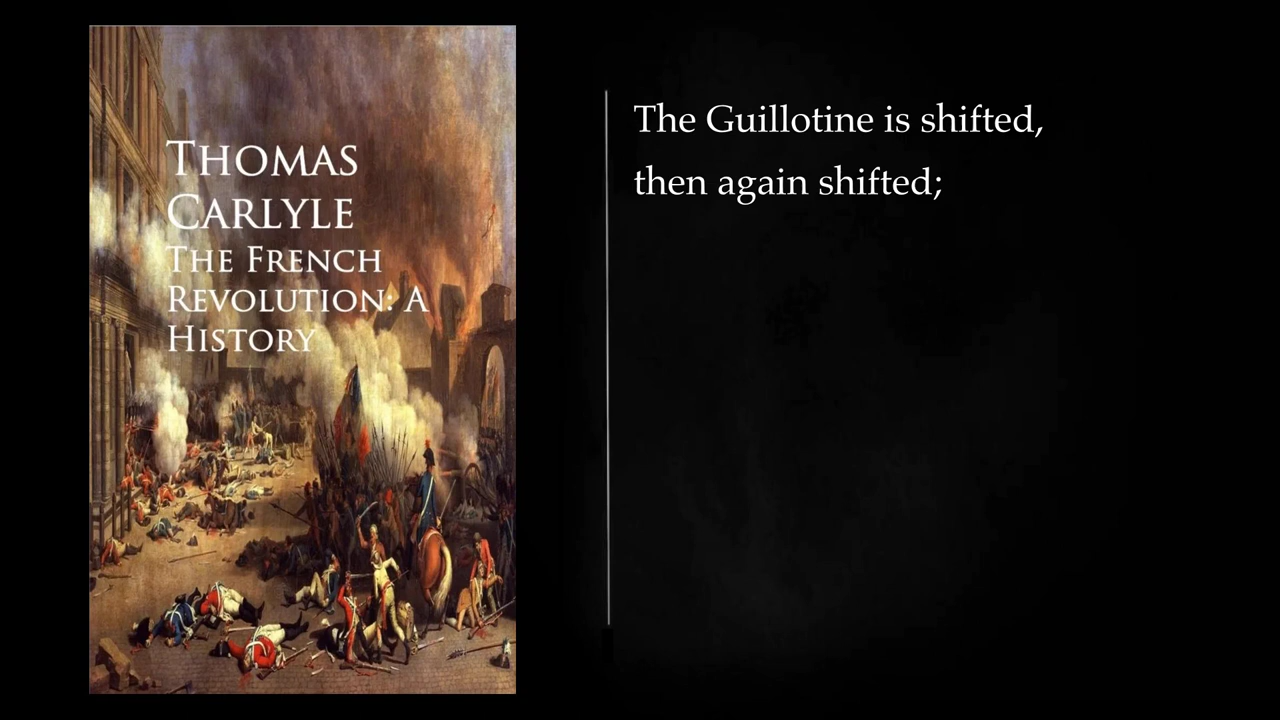 THOMAS
CARLYLE
THE FRENCH
REVOLUTION: A
HISTORY
The Guillotine is shifted,
then again shifted;